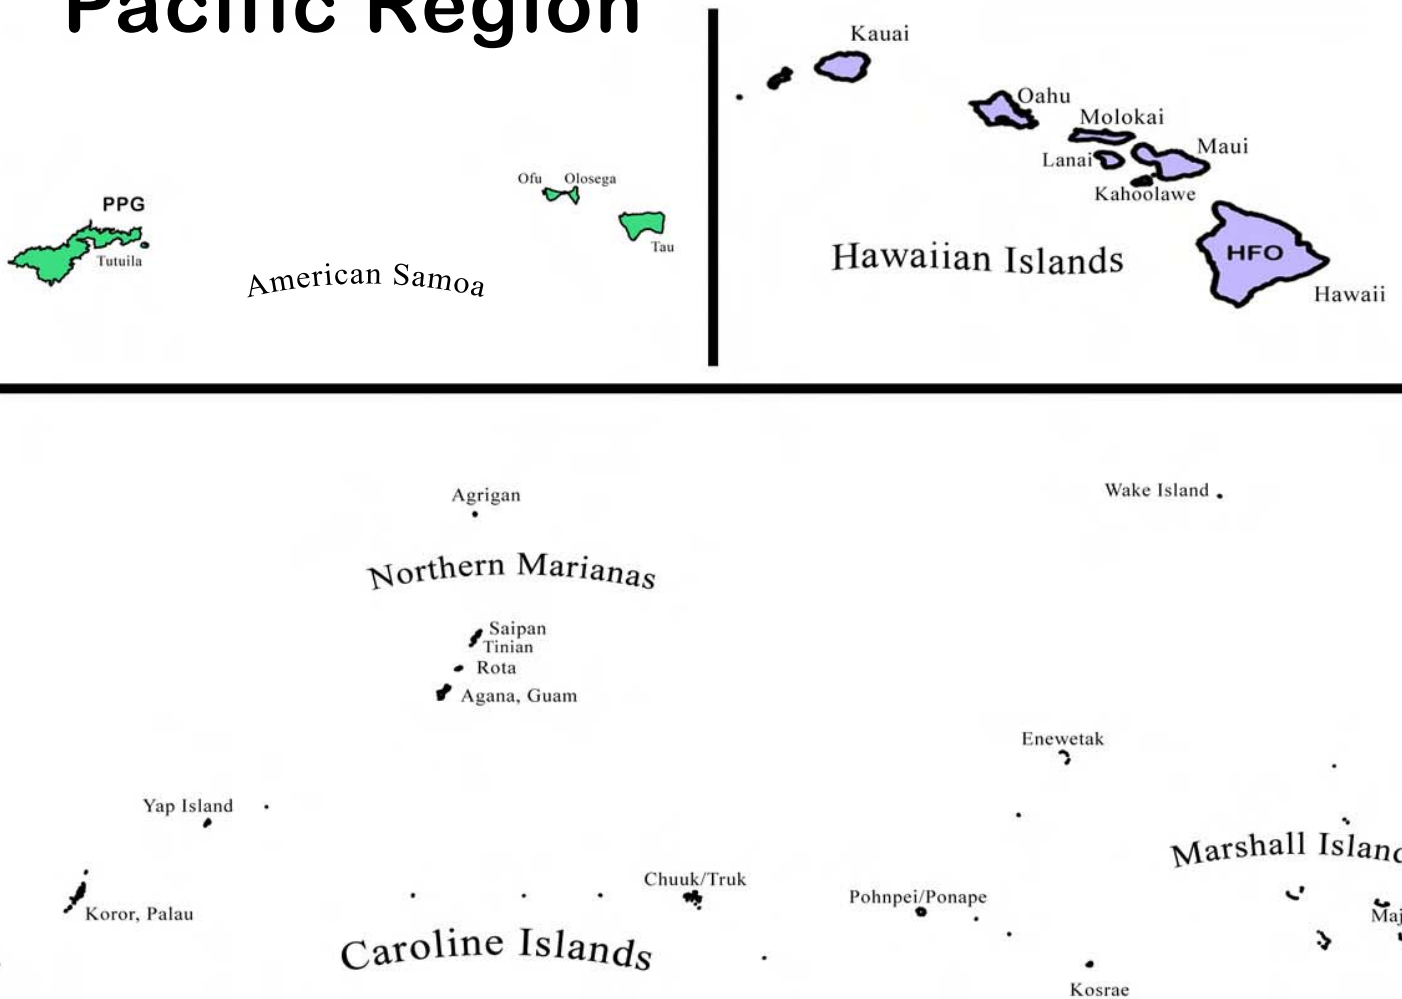 Pacific Region
Kauai
Oahu
Molokai
Maui
Lanai
Kahoolawe
HFO
Hawaii
Hawaiian Islands
Ofu Olosega
PPG
Tutuila
Tau
American Samoa
Agrigan
Wake Island
Northern Marianas
Saipan
Tinian
Rota
Agana, Guam
Enewetak
Yap Island
Marshall Islanc
Chuuk/Truk
Pohnpei/Ponape
Koror, Palau
Maj
Caroline Islands
Kosrae